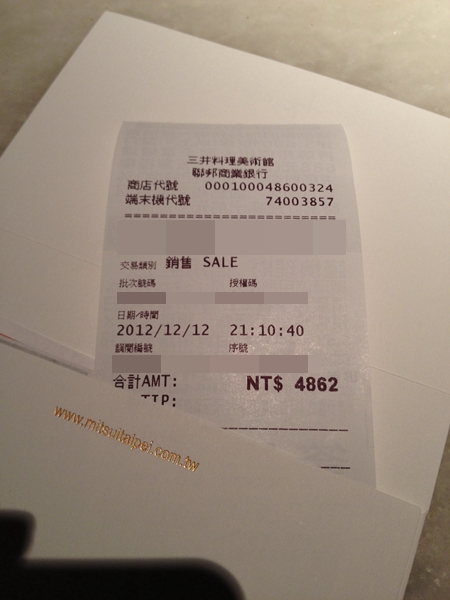 三井料理美術館
聯邦商業銀行
商店代號 000100048600324
端末機代號 74003857
交易類別 銷售 SALE
批次號碼 授權碼
日期/時間
2012/12/12 21:10:40
調閱編號 序號
合計AMT: NT$ 4862
TIP:
www.mitsuitaipei.com.tw